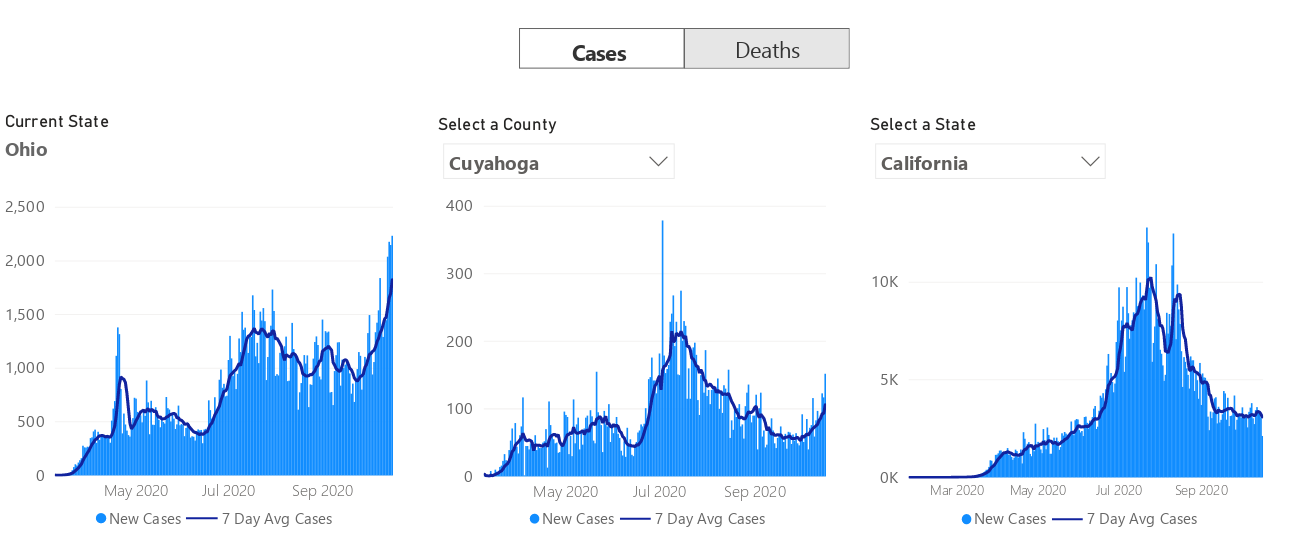 Cases Deaths
Current State
Ohio
2,500
2,000
1,500
1,000
500
0
May 2020 Jul 2020 Sep 2020
New Cases 7 Day Avg Cases
Select a County
Cuyahoga
400
300
200
100
0
May 2020 Jul 2020 Sep 2020
New Cases 7 Day Avg Cases
Select a State
California
10K
5K
0K
Mar 2020 May 2020 Jul 2020 Sep 2020
New Cases 7 Day Avg Cases